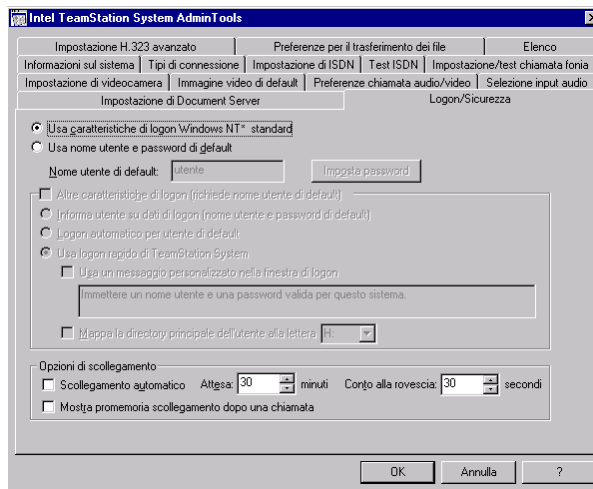 Intel TeamStation System AdminTools
Impostazione H.323 avanzato Preferenze per il trasferimento dei file Elenco
Informazioni sul sistema Tipi di connessione Impostazione di ISDN Test ISDN Impostazione/test chiamata fonia
Impostazione di videocamera Immagine video di default Preferenze chiamata audio/video Selezione input audio
Impostazione di Document Server Logon/Sicurezza
Usa caratteristiche di logon Windows NT* standard
Usa nome utente e password di default
Nome utente di default: utente Imposta password
Altre caratteristiche di logon (richiede nome utente di default)
Informa utente su dati di logon (nome utente e password di default)
Logon automatico per utente di default
Usa logon rapido di TeamStation System
Usa un messaggio personalizzato nella finestra di logon
Immettere un nome utente e una password valida per questo sistema.
Mappa la directory principale dell'utente alla lettera H:
Opzioni di scollegamento
Scollegamento automatico Attesa: 30 minuti Conto alla rovescia: 30 secondi
Mostra promemoria scollegamento dopo una chiamata
OK Annulla ?